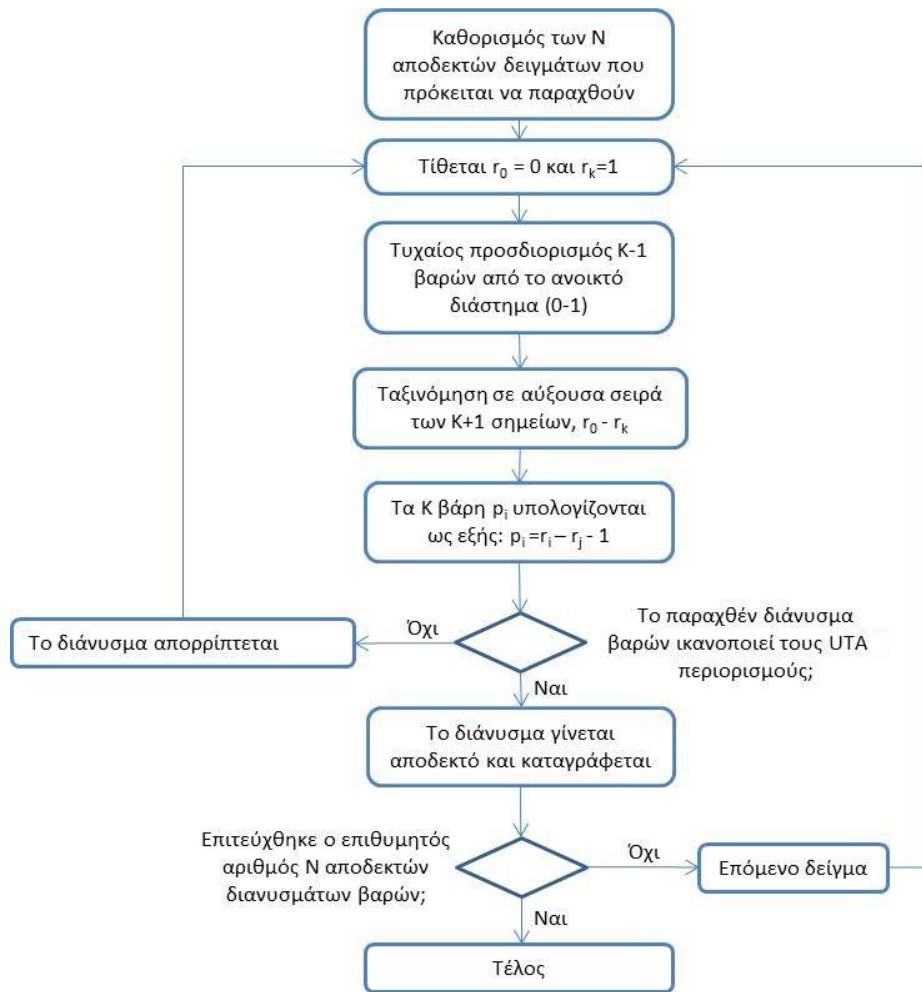 Καθορισμός των Ν
αποδεκτών δειγμάτων που
πρόκειται να παραχθούν
Τίθεται r₀ = 0 και rₖ=1
Τυχαίος προσδιορισμός Κ-1
βαρών από το ανοικτό
διάστημα (0-1)
Ταξινόμηση σε αύξουσα σειρά
των Κ+1 σημείων, r₀ - rₖ
Τα Κ βάρη pᵢ υπολογίζονται
ως εξής: pᵢ =rᵢ – rⱼ - 1
Όχι
Το διάνυσμα απορρίπτεται
Το παραχθέν διάνυσμα
βαρών ικανοποιεί τους UTA
περιορισμούς;
Ναι
Το διάνυσμα γίνεται
αποδεκτό και καταγράφεται
Επιτεύχθηκε ο επιθυμητός
αριθμός Ν αποδεκτών
διανυσμάτων βαρών;
Όχι
Επόμενο δείγμα
Ναι
Τέλος